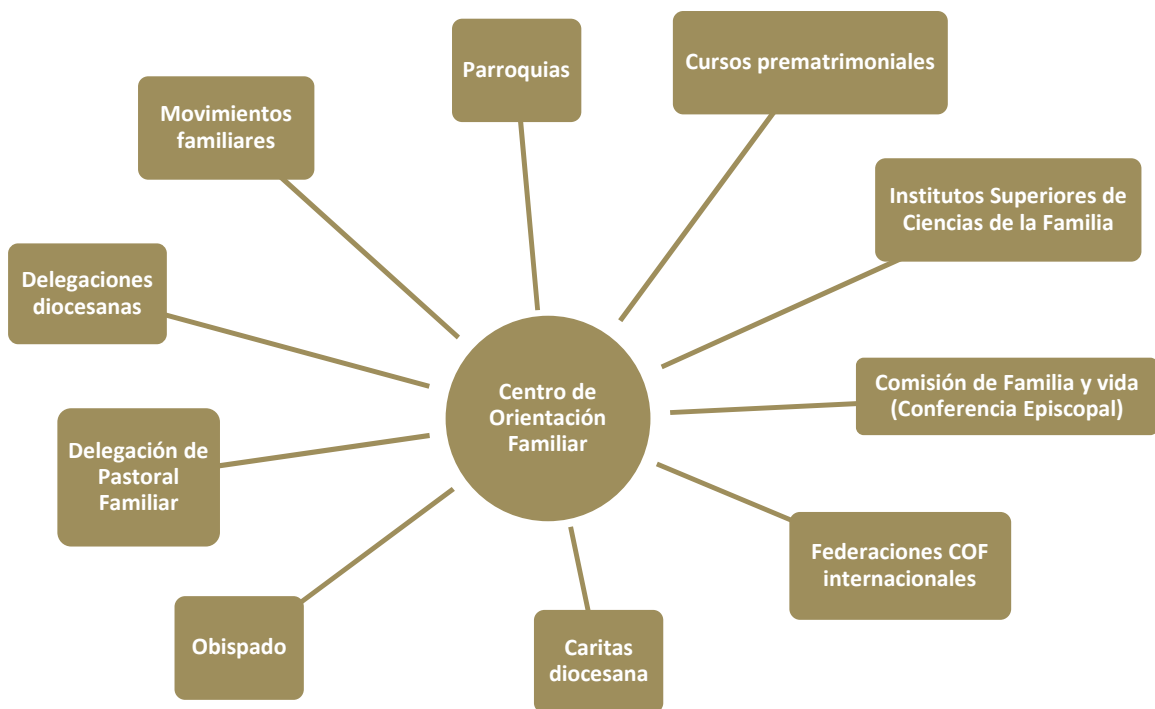 Parroquias
Cursos prematrimoniales
Movimientos
familiares
Institutos Superiores de
Ciencias de la Familia
Delegaciones
diocesanas
Centro de
Orientación
Familiar
Comisión de Familia y vida
(Conferencia Episcopal)
Delegación de
Pastoral
Familiar
Federaciones COF
internacionales
Obispado
Caritas
diocesana